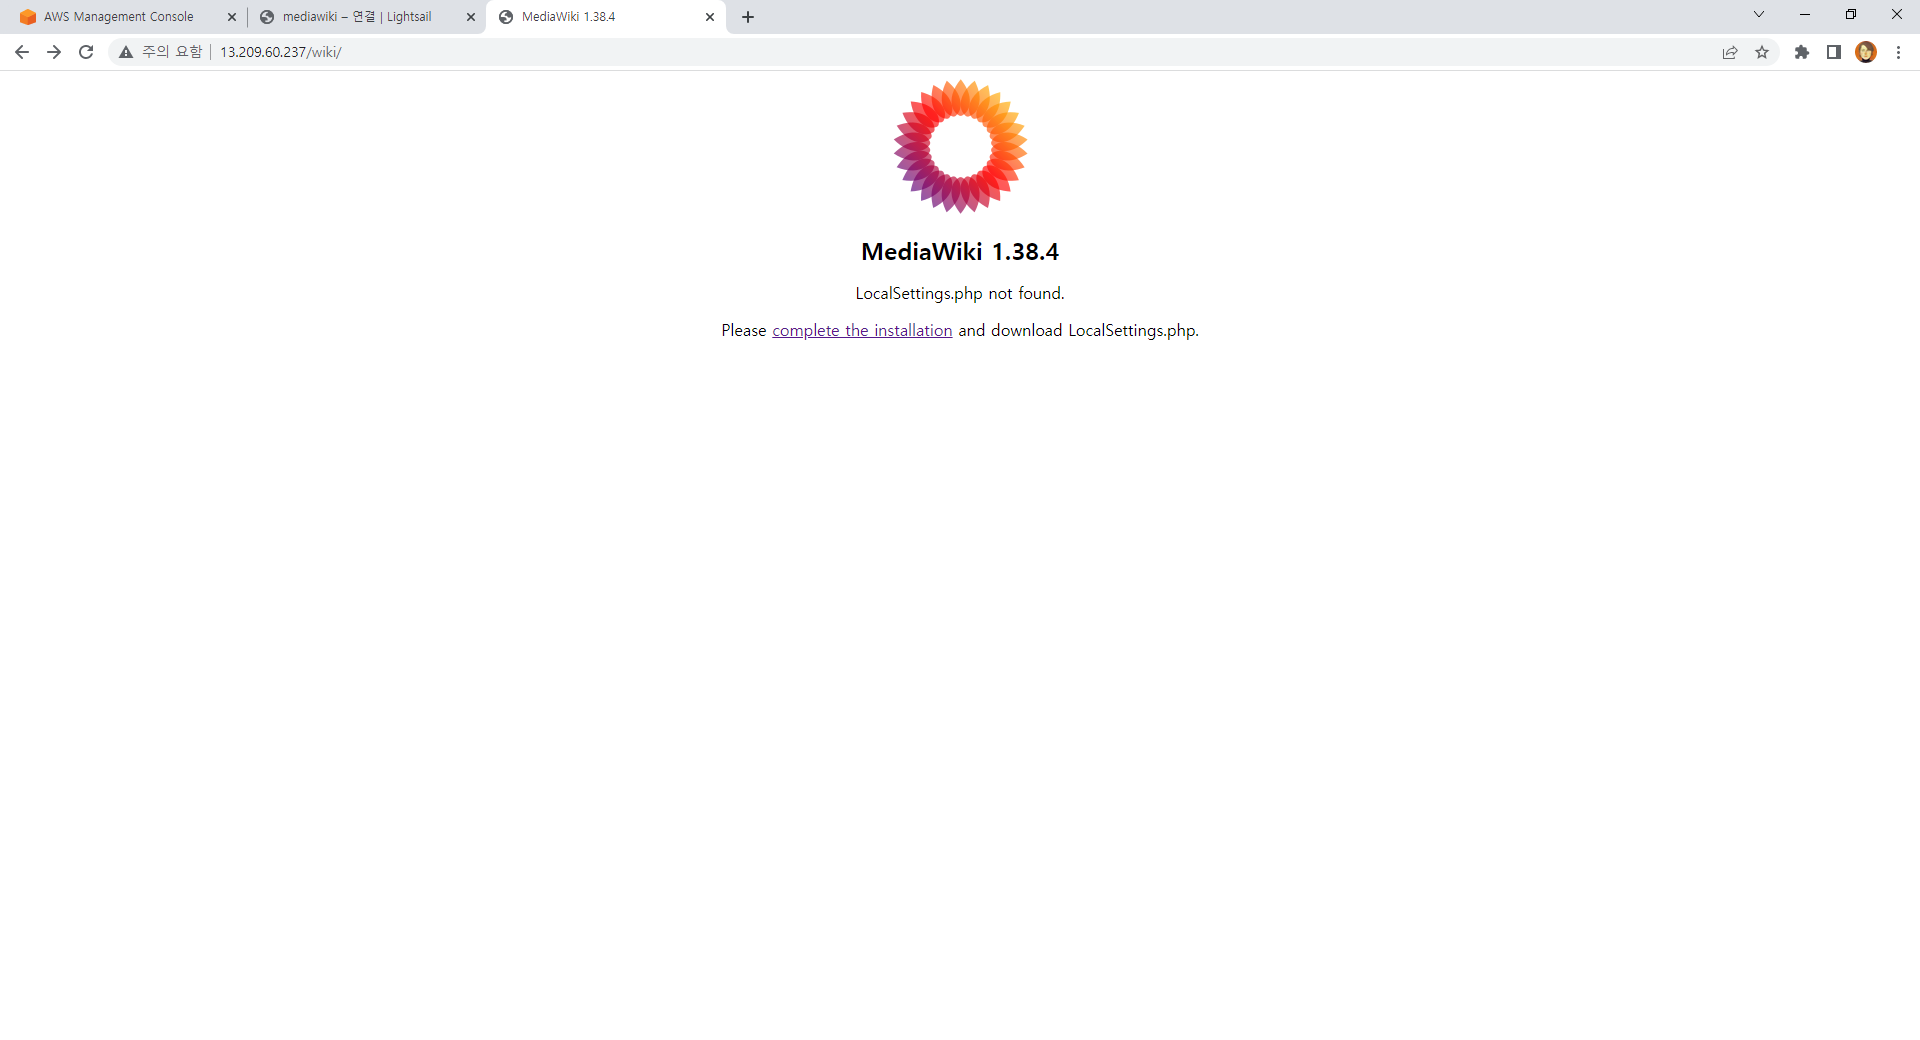 AWS Management Console
mediawiki – 연결 | Lightsail
MediaWiki 1.38.4
주의 요함 | 13.209.60.237/wiki/
MediaWiki 1.38.4
LocalSettings.php not found.
Please complete the installation and download LocalSettings.php.